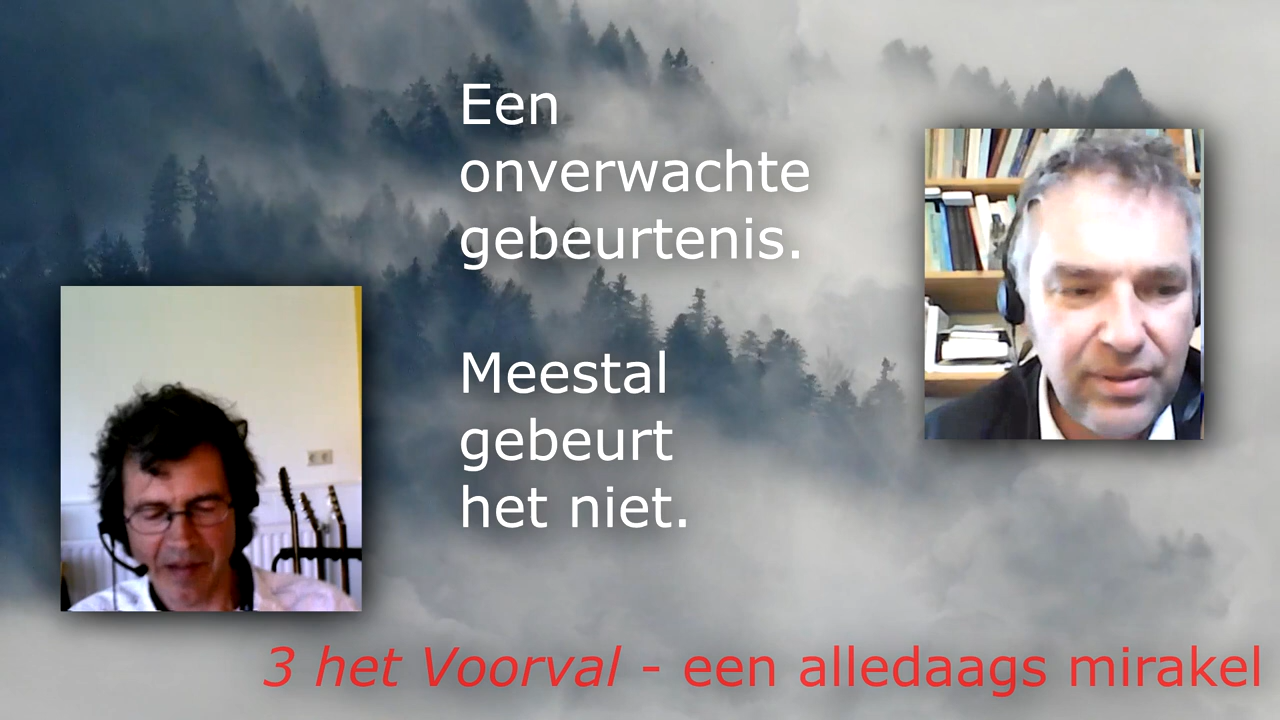 Een
onverwachte
gebeurtenis.
Meestal
gebeurt
het niet.
3 het Voorval - een alledaags mirakel